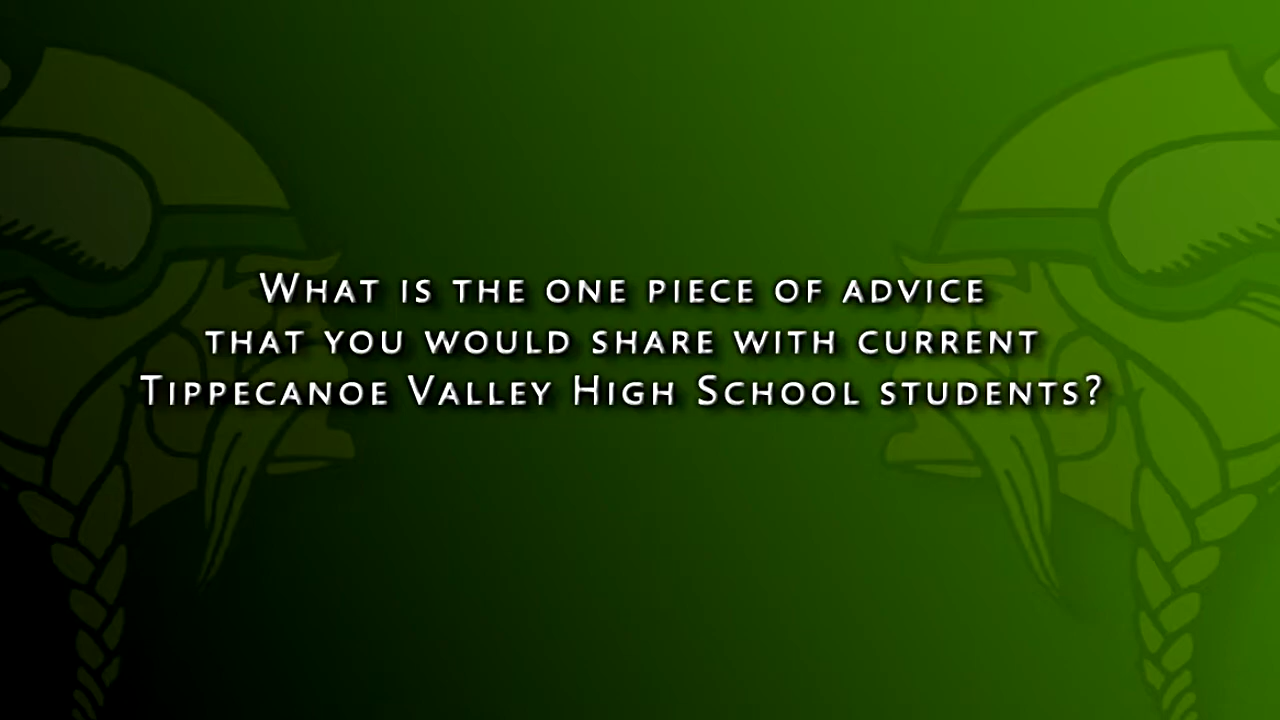 What is the one piece of advice
that you would share with current
Tippecanoe Valley High School students?